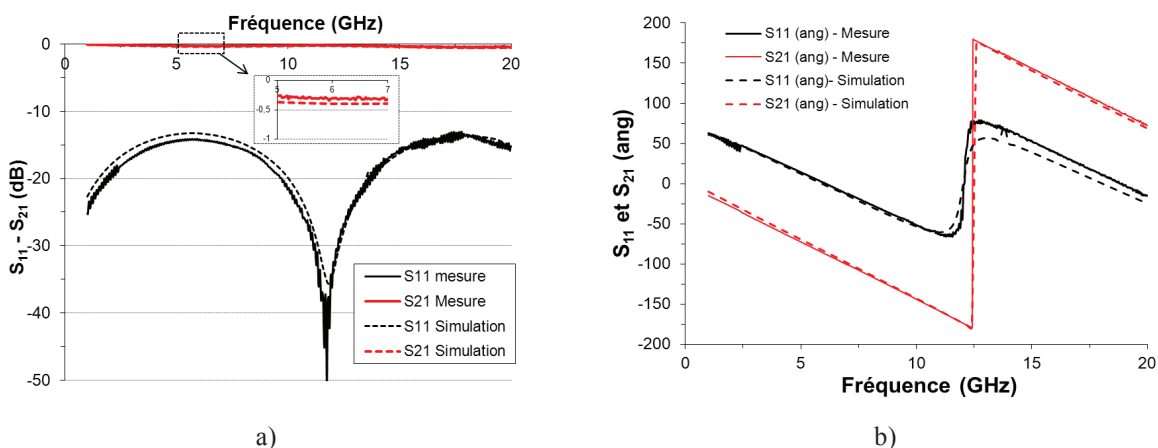 Fréquence (GHz)
0
5
10
15
20
0
-10
-20
-30
-40
-50
S11 - S21 (dB)
5
6
7
0
-0,5
-1
S11 mesure
S21 Mesure
S11 Simulation
S21 Simulation
a)
200
150
100
50
0
-50
-100
-150
-200
S11 et S21 (ang)
S11 (ang) - Mesure
S21 (ang) - Mesure
S11 (ang)- Simulation
S21 (ang) - Simulation
0
5
10
15
20
Fréquence (GHz)
b)